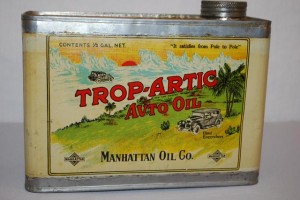 CONTENTS ½ GAL. NET.
"It satisfies from Pole to Pole"
TROP-ARTIC
AUTO OIL
MANHATTAN OIL CO.